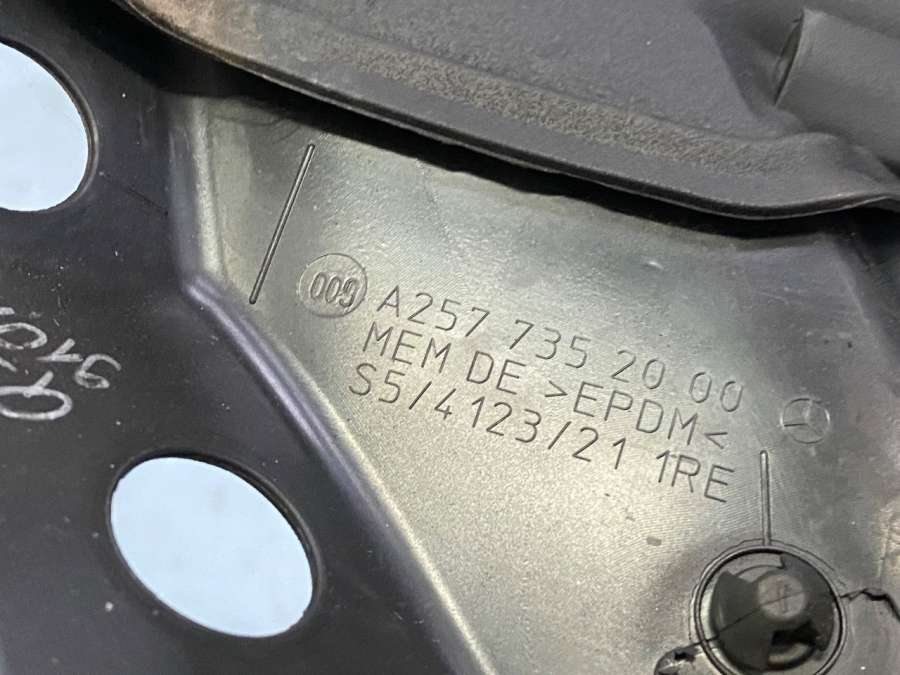 009 A257 735 20 00
MEM DE >EPDM<
S5/4123/21 1RE